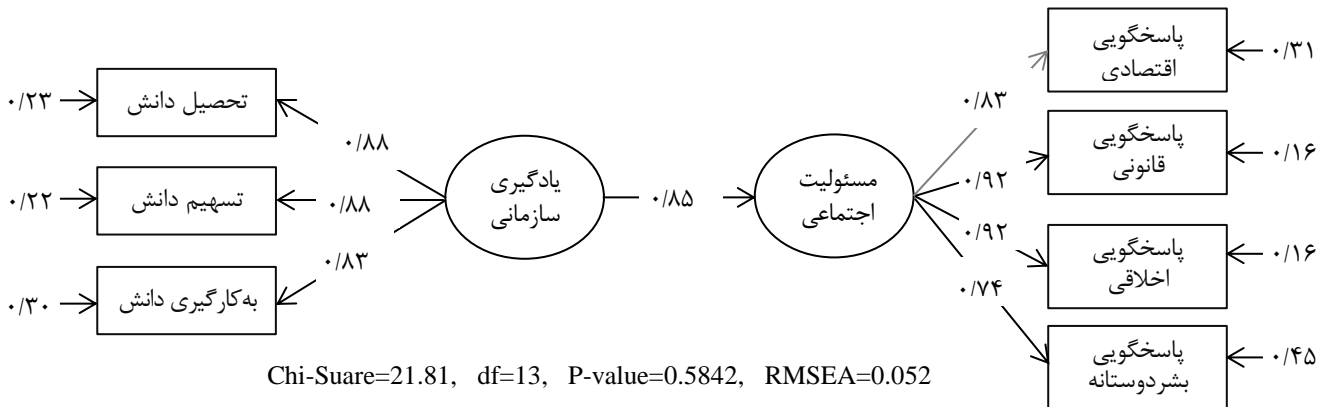 پاسخگویی
اقتصادی
۰/۳۱
۰/۸۳
پاسخگویی
قانونی
۰/۱۶
۰/۹۲
پاسخگویی
اخلاقی
۰/۱۶
۰/۹۲
پاسخگویی
بشردوستانه
۰/۴۵
۰/۷۴
مسئولیت
اجتماعی
۰/۸۵
یادگیری
سازمانی
۰/۸۸
تحصیل دانش
۰/۲۳
۰/۸۸
تسهیم دانش
۰/۲۲
۰/۸۳
به‌کارگیری دانش
۰/۳۰
Chi-Suare=21.81, df=13, P-value=0.5842, RMSEA=0.052